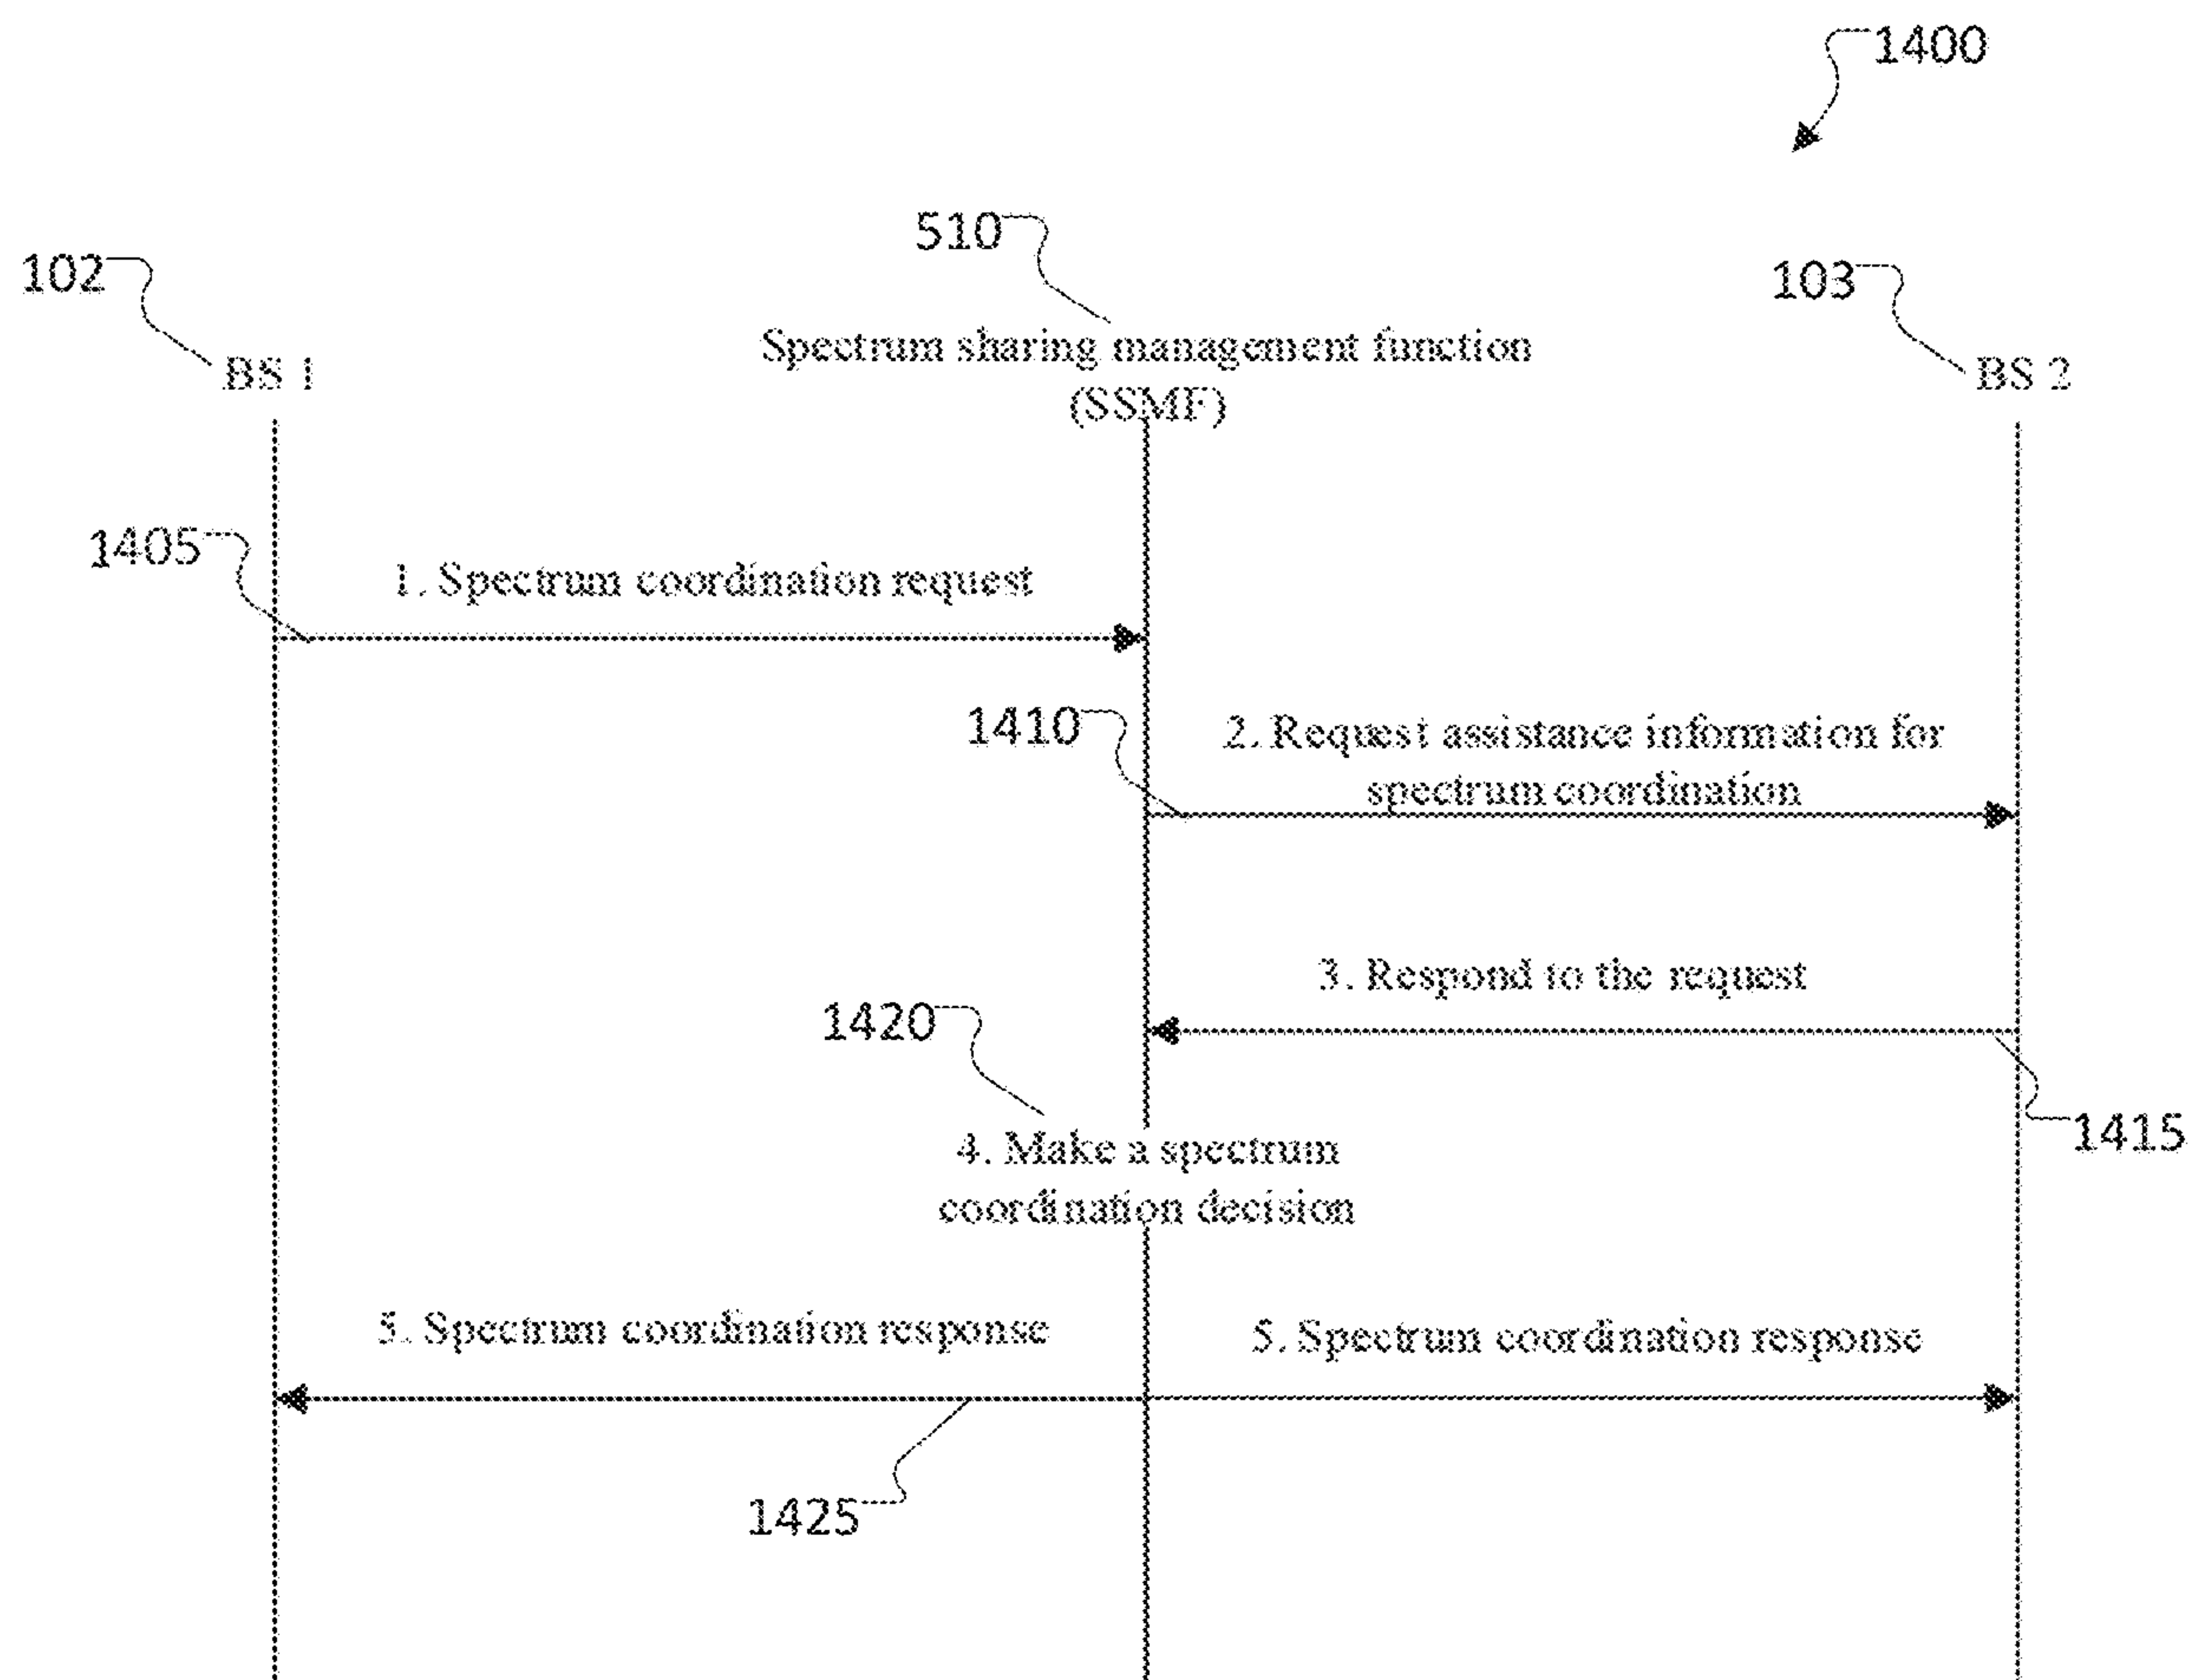 1400
510
102
103
Spectrum sharing management function
(SSMF)
BS 1
BS 2
1405
1. Spectrum coordination request
1410
2. Request assistance information for
spectrum coordination
3. Respond to the request
1420
1415
4. Make a spectrum
coordination decision
5. Spectrum coordination response
5. Spectrum coordination response
1425